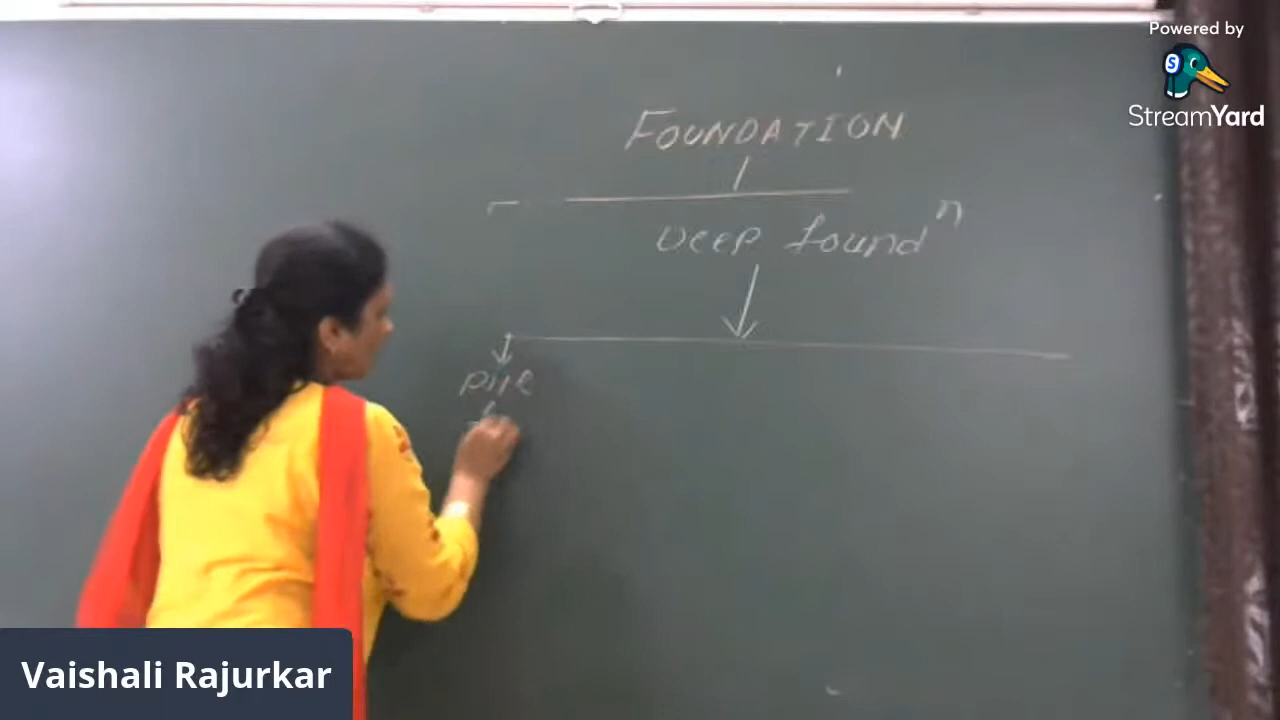 Powered by
StreamYard
FOUNDATION
Deep foundⁿ
Pile
Vaishali Rajurkar